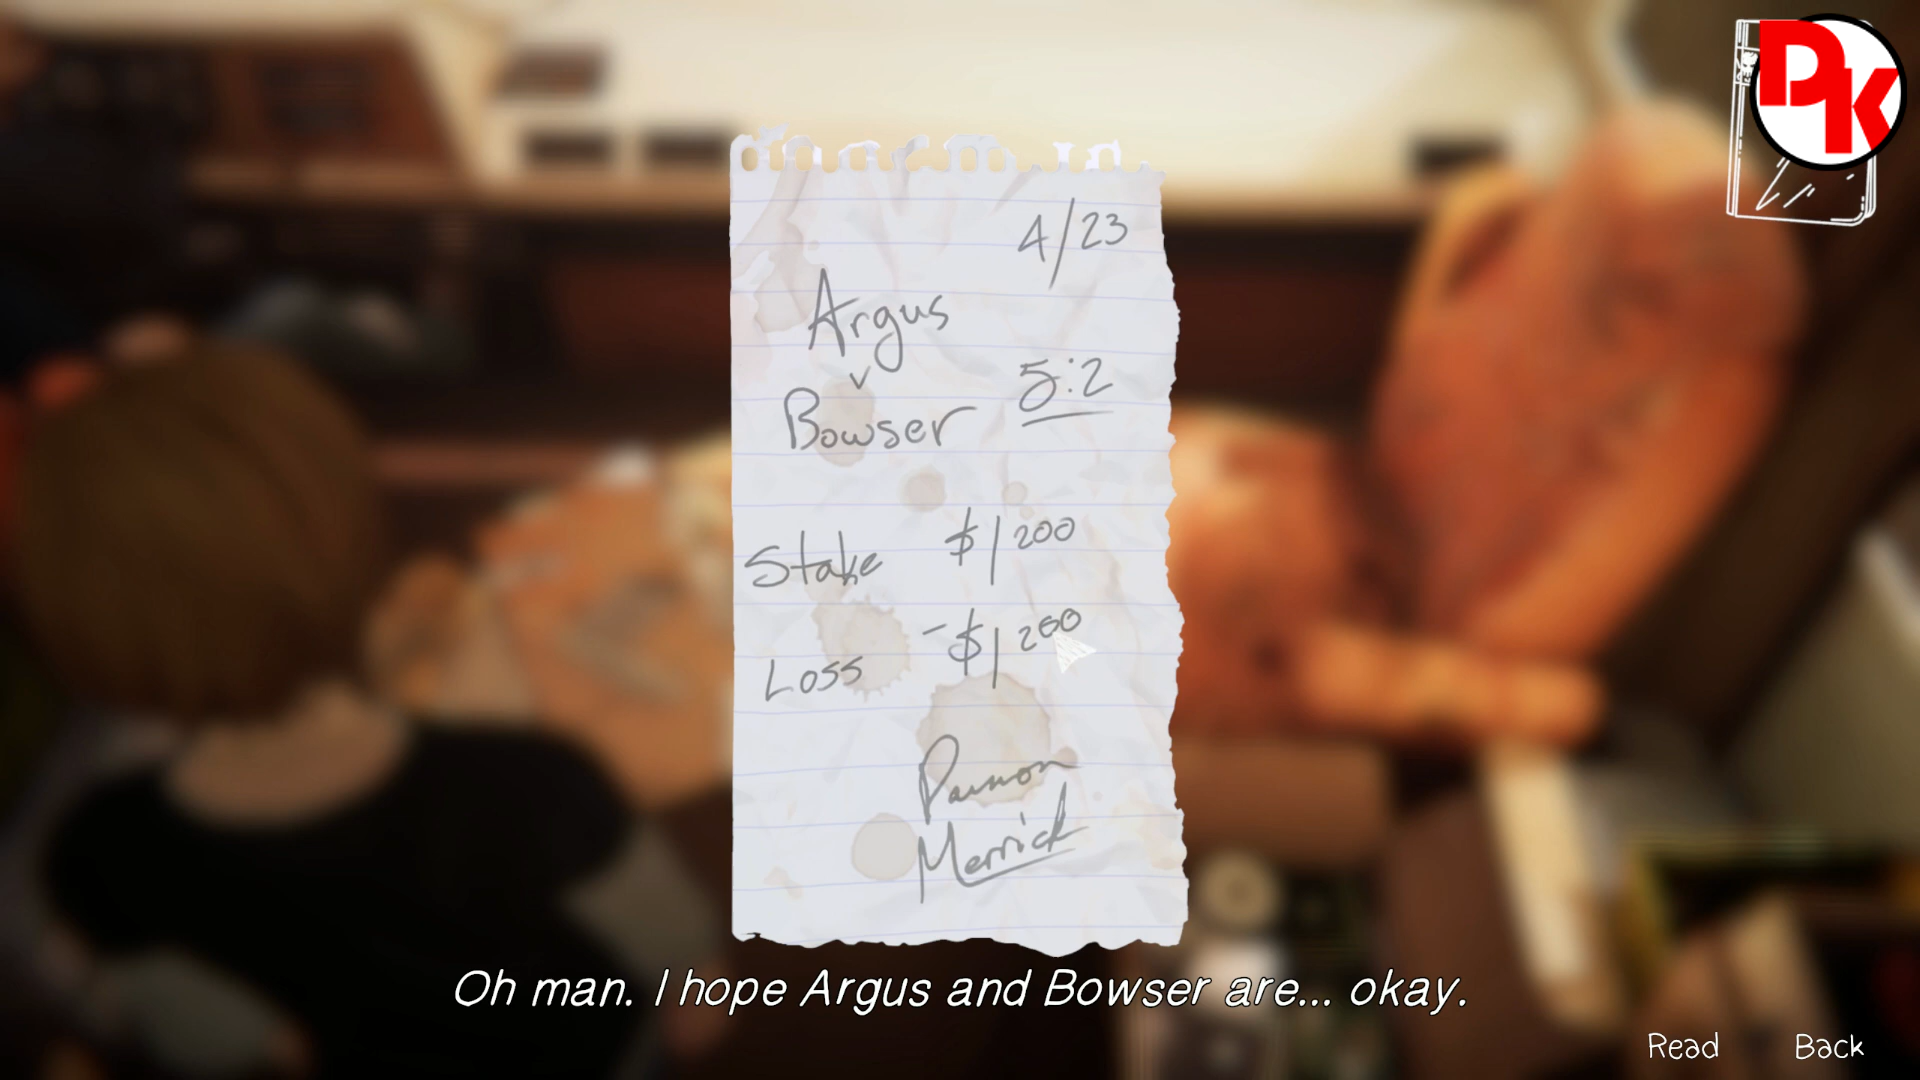 DK
4/23
Argus
v
Bowser 5:2
Stake $1200
Loss -$1200
Damon
Merrick
Oh man. I hope Argus and Bowser are... okay.
Read Back